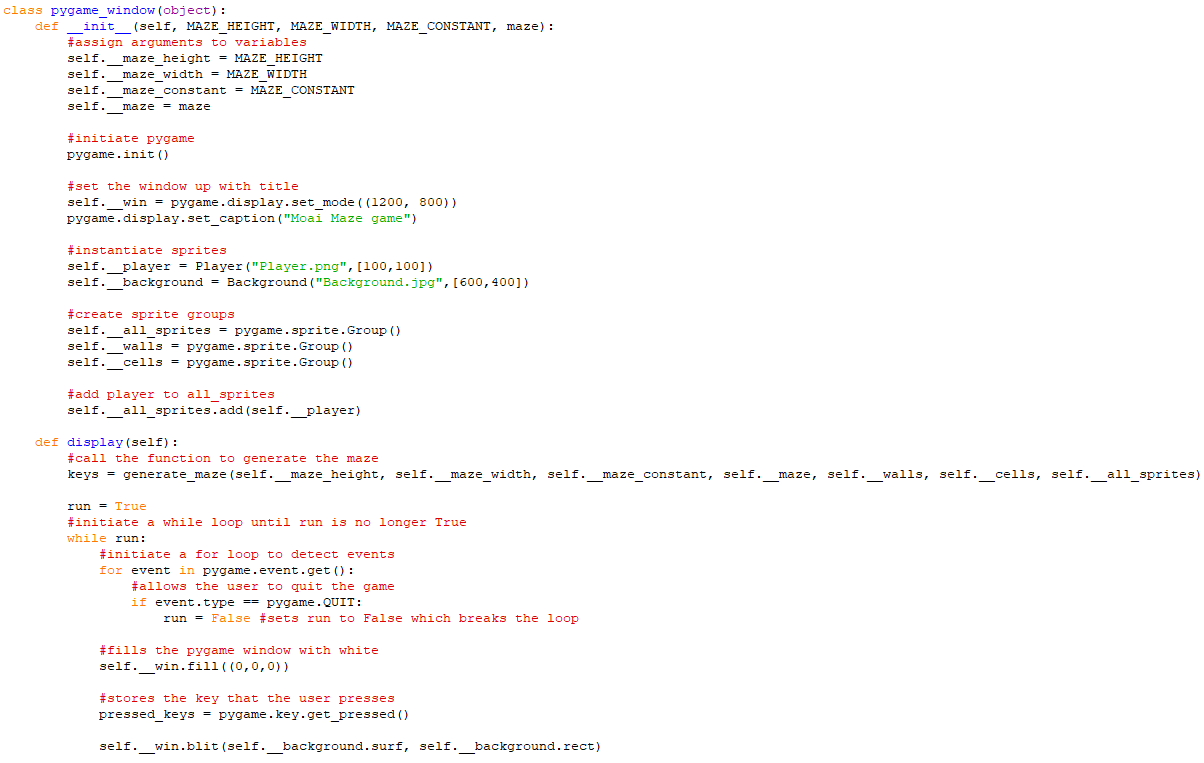 class pygame_window(object):
    def __init__(self, MAZE_HEIGHT, MAZE_WIDTH, MAZE_CONSTANT, maze):
        #assign arguments to variables
        self.__maze_height = MAZE_HEIGHT
        self.__maze_width = MAZE_WIDTH
        self.__maze_constant = MAZE_CONSTANT
        self.__maze = maze

        #initiate pygame
        pygame.init()

        #set the window up with title
        self.__win = pygame.display.set_mode((1200, 800))
        pygame.display.set_caption("Moai Maze game")

        #instantiate sprites
        self.__player = Player("Player.png",[100,100])
        self.__background = Background("Background.jpg",[600,400])

        #create sprite groups
        self.__all_sprites = pygame.sprite.Group()
        self.__walls = pygame.sprite.Group()
        self.__cells = pygame.sprite.Group()

        #add player to all_sprites
        self.__all_sprites.add(self.__player)

    def display(self):
        #call the function to generate the maze
        keys = generate_maze(self.__maze_height, self.__maze_width, self.__maze_constant, self.__maze, self.__walls, self.__cells, self.__all_sprites)

        run = True
        #initiate a while loop until run is no longer True
        while run:
            #initiate a for loop to detect events
            for event in pygame.event.get():
                #allows the user to quit the game
                if event.type == pygame.QUIT:
                    run = False #sets run to False which breaks the loop

            #fills the pygame window with white
            self.__win.fill((0,0,0))

            #stores the key that the user presses
            pressed_keys = pygame.key.get_pressed()

            self.__win.blit(self.__background.surf, self.__background.rect)